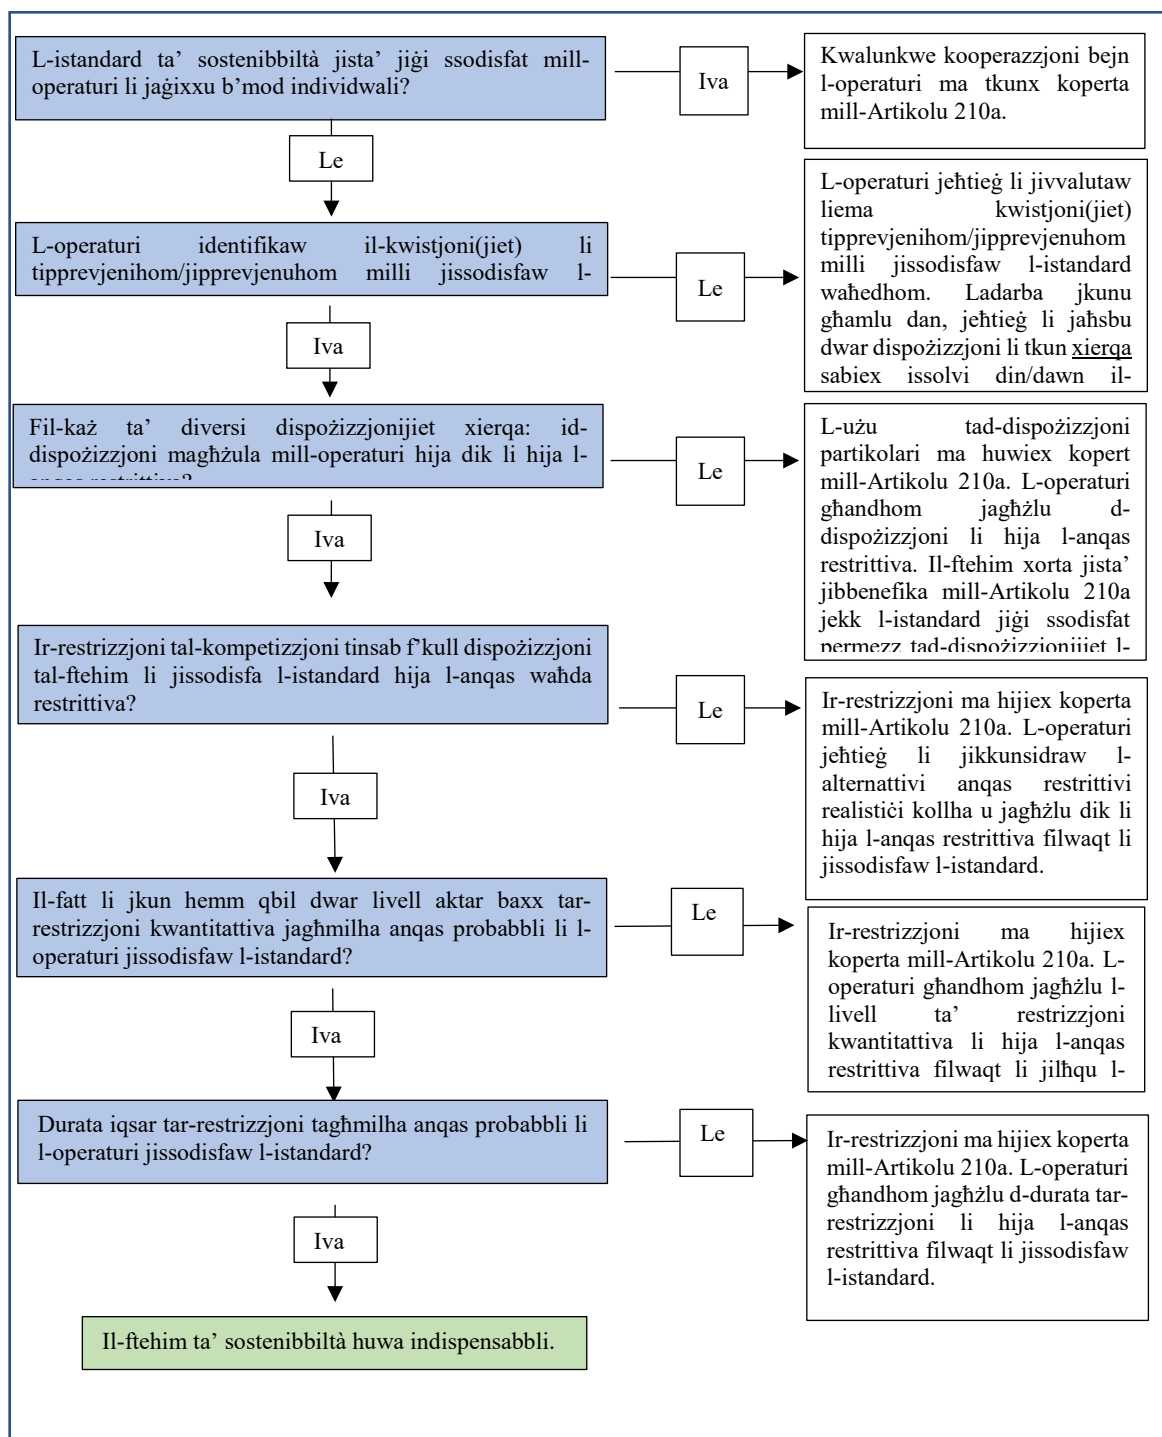 L-istandard ta’ sostenibbiltà jista’ jiġi ssodisfat mill-
operaturi li jaġixxu b’mod individwali?
Iva
Kwalunkwe kooperazzjoni bejn
l-operaturi ma tkunx koperta
mill-Artikolu 210a.
Le
L-operaturi identifikaw il-kwistjoni(jiet) li
tipprevjenihom/jipprevjenuhom milli jissodisfaw l-
Le
L-operaturi jeħtieġ li jivvalutaw
liema kwistjoni(jiet)
tipprevjenihom/jipprevjenuhom
milli jissodisfaw l-istandard
waħedhom. Ladarba jkunu
għamlu dan, jeħtieġ li jaħsbu
dwar dispożizzjoni li tkun xierqa
sabiex issolvi din/dawn il-
Iva
Fil-każ ta’ diversi dispożizzjonijiet xierqa: id-
dispożizzjoni magħżula mill-operaturi hija dik li hija l-
anqas restrittiva?
Le
L-użu tad-dispożizzjoni
partikolari ma huwiex kopert
mill-Artikolu 210a. L-operaturi
għandhom jagħżlu d-
dispożizzjoni li hija l-anqas
restrittiva. Il-ftehim xorta jista’
jibbenefika mill-Artikolu 210a
jekk l-istandard jiġi ssodisfat
permezz tad-dispożizzjonijiet l-
Iva
Ir-restrizzjoni tal-kompetizzjoni tinsab f’kull dispożizzjoni
tal-ftehim li jissodisfa l-istandard hija l-anqas waħda
restrittiva?
Le
Ir-restrizzjoni ma hijiex koperta
mill-Artikolu 210a. L-operaturi
jeħtieġ li jikkunsidraw l-
alternattivi anqas restrittivi
realistiċi kollha u jagħżlu dik li
hija l-anqas restrittiva filwaqt li
jissodisfaw l-istandard.
Iva
Il-fatt li jkun hemm qbil dwar livell aktar baxx tar-
restrizzjoni kwantitattiva jagħmilha anqas probabbli li l-
operaturi jissodisfaw l-istandard?
Le
Ir-restrizzjoni ma hijiex
koperta mill-Artikolu 210a. L-
operaturi għandhom jagħżlu l-
livell ta’ restrizzjoni
kwantitattiva li hija l-anqas
restrittiva filwaqt li jilħqu l-
Iva
Durata iqsar tar-restrizzjoni tagħmilha anqas probabbli li
l-operaturi jissodisfaw l-istandard?
Le
Ir-restrizzjoni ma hijiex koperta
mill-Artikolu 210a. L-operaturi
għandhom jagħżlu d-durata tar-
restrizzjoni li hija l-anqas
restrittiva filwaqt li jissodisfaw
l-istandard.
Iva
Il-ftehim ta’ sostenibbiltà huwa indispensabbli.